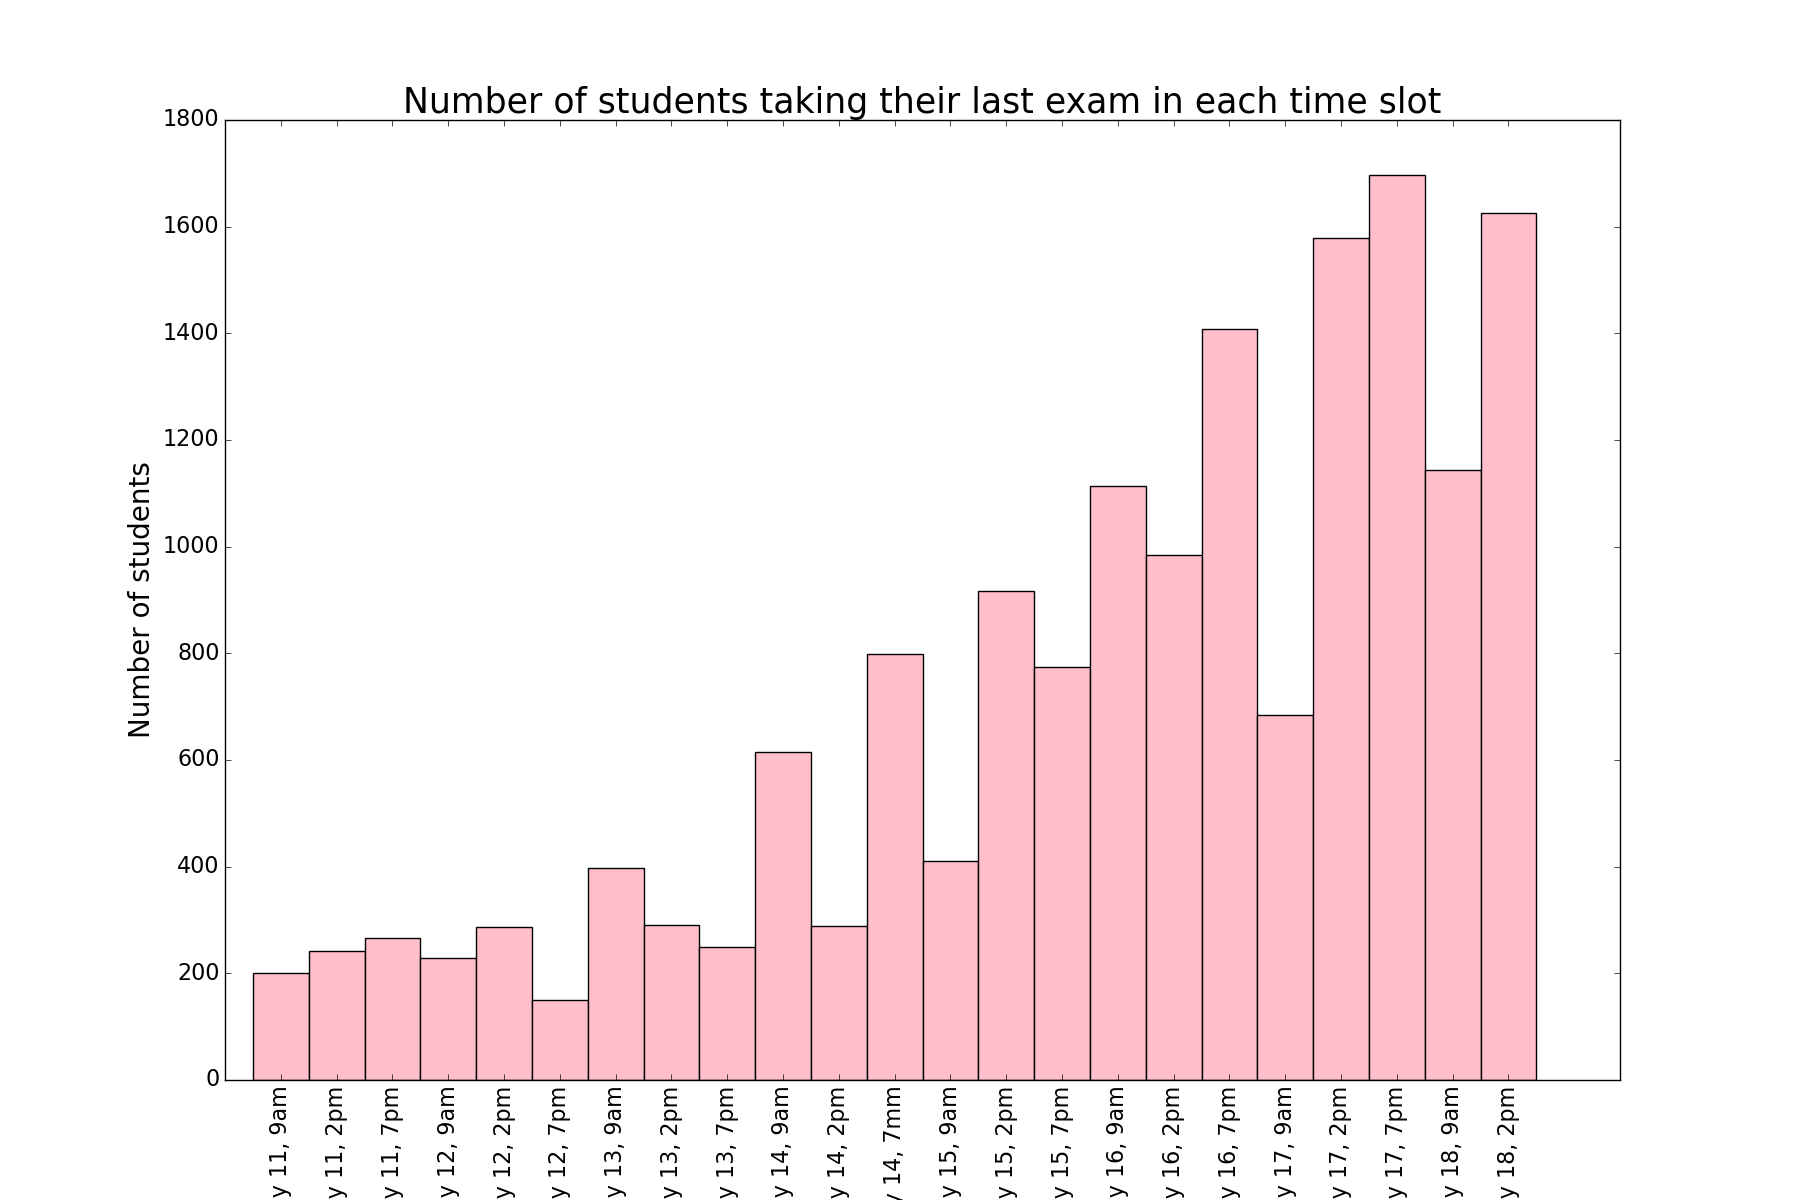 Number of students taking their last exam in each time slot
1800
1600
1400
1200
1000
800
600
400
200
0
Number of students
y 11, 9am
y 11, 2pm
y 11, 7pm
y 12, 9am
y 12, 2pm
y 12, 7pm
y 13, 9am
y 13, 2pm
y 13, 7pm
y 14, 9am
y 14, 2pm
y 14, 7mm
y 15, 9am
y 15, 2pm
y 15, 7pm
y 16, 9am
y 16, 2pm
y 16, 7pm
y 17, 9am
y 17, 2pm
y 17, 7pm
y 18, 9am
y 18, 2pm